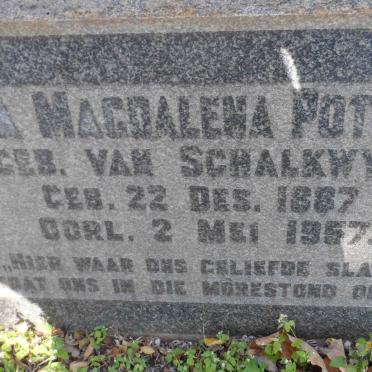 A MAGDALENA POT
GEB. VAN SCHALKWY
GEB. 22 DES. 1887
OORL. 2 MEI 1957.
„HIER WAAR ONS GELIEFDE SLA
DAT ONS IN DIE MÔRESTOND O